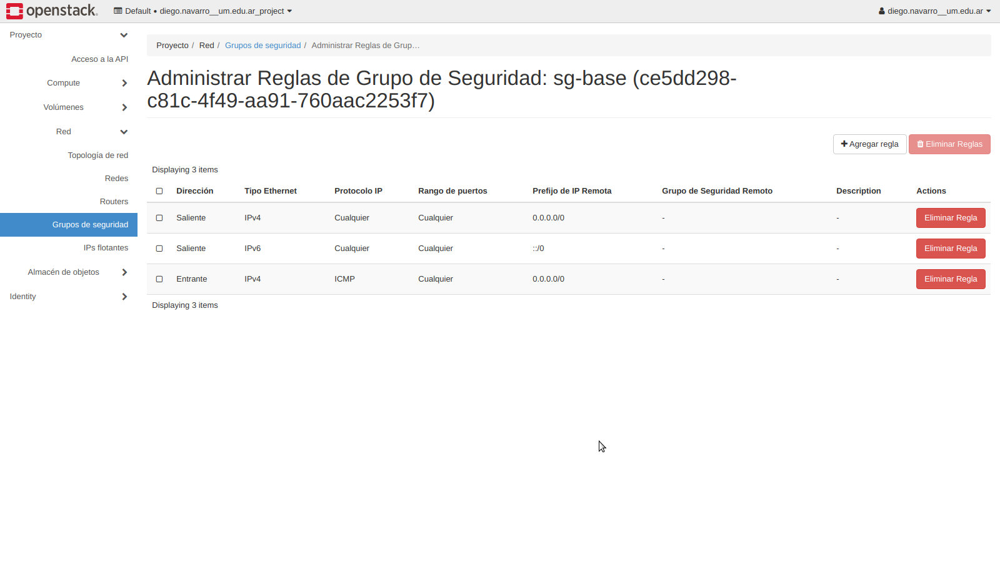 openstack.
Default • diego.navarro__um.edu.ar_project
diego.navarro__um.edu.ar
Proyecto
Acceso a la API
Compute
Volúmenes
Red
Topología de red
Redes
Routers
Grupos de seguridad
IPs flotantes
Almacén de objetos
Identity
Proyecto / Red / Grupos de seguridad / Administrar Reglas de Grup…
Administrar Reglas de Grupo de Seguridad: sg-base (ce5dd298-
c81c-4f49-aa91-760aac2253f7)
Agregar regla
Eliminar Reglas
Displaying 3 items
Dirección Tipo Ethernet Protocolo IP Rango de puertos Prefijo de IP Remota Grupo de Seguridad Remoto Description Actions
Saliente IPv4 Cualquier Cualquier 0.0.0.0/0 - - Eliminar Regla
Saliente IPv6 Cualquier Cualquier ::/0 - - Eliminar Regla
Entrante IPv4 ICMP Cualquier 0.0.0.0/0 - - Eliminar Regla
Displaying 3 items